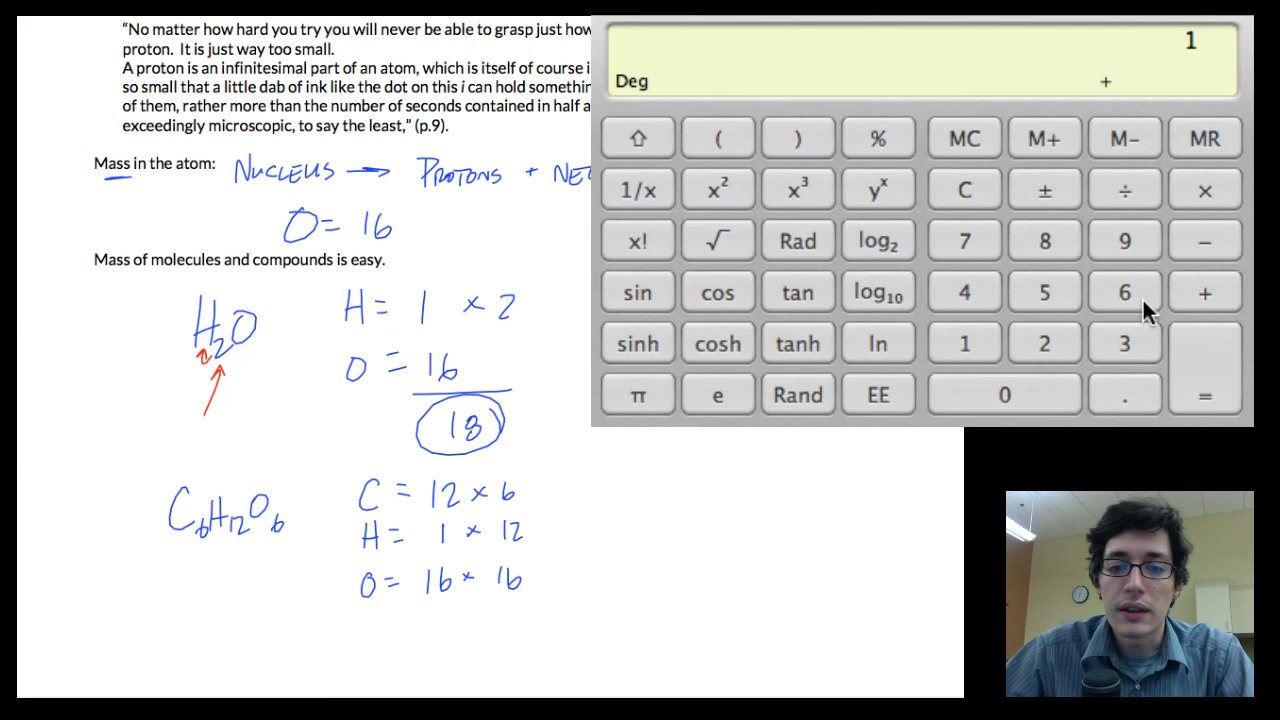 “No matter how hard you try you will never be able to grasp just how
proton. It is just way too small.
A proton is an infinitesimal part of an atom, which is itself of course i
so small that a little dab of ink like the dot on this i can hold somethin
of them, rather more than the number of seconds contained in half a
exceedingly microscopic, to say the least,” (p.9).
Mass in the atom: NUCLEUS → PROTONS + NEU
O = 16
Mass of molecules and compounds is easy.
H₂O
H = 1 × 2
O = 16
18
C₆H₁₂O₆
C = 12 × 6
H = 1 × 12
O = 16 × 16
1
Deg +
⇧ ( ) % MC M+ M− MR
1/x x² x³ yˣ C ± ÷ ×
x! √ Rad log₂ 7 8 9 −
sin cos tan log₁₀ 4 5 6 +
sinh cosh tanh ln 1 2 3
π e Rand EE 0 . =